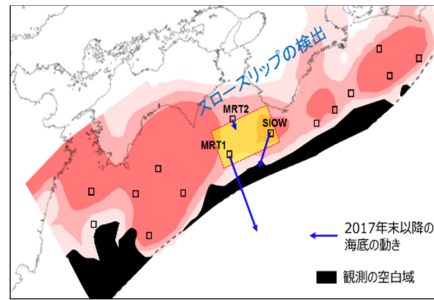 スロースリップの検出
MRT2
SIOW
MRT1
2017年末以降の
海底の動き
観測の空白域